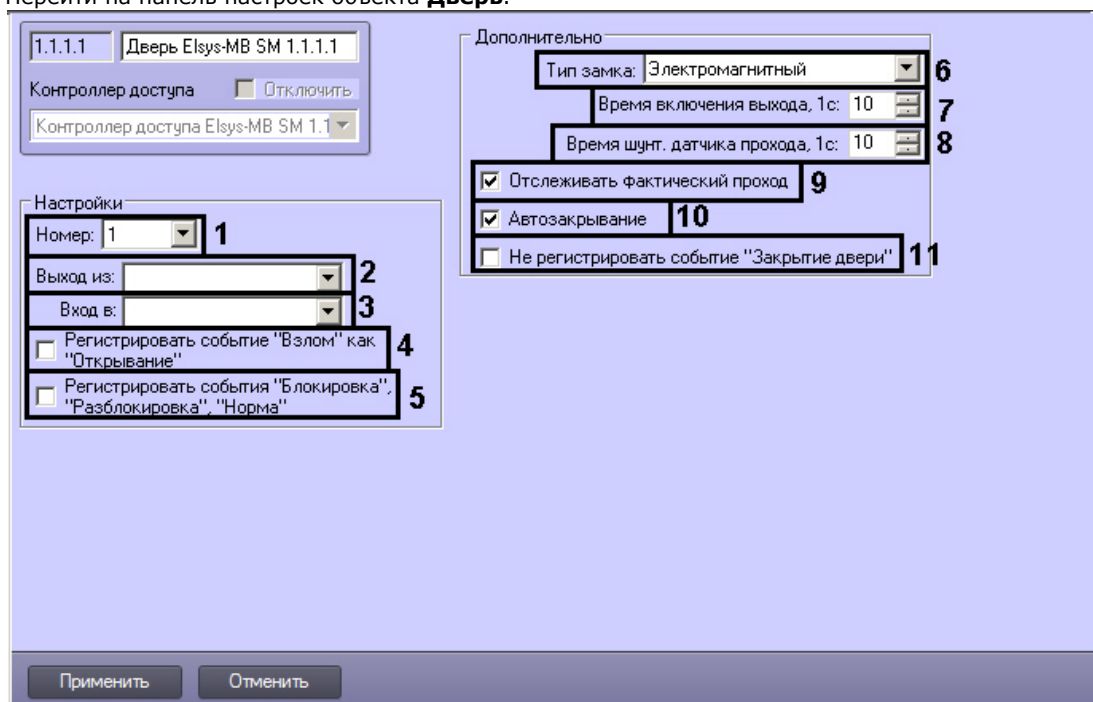 Перейти на панель настроек объекта Дверь.
1.1.1.1 Дверь Elsys-MB SM 1.1.1.1
Контроллер доступа Отключить
Контроллер доступа Elsys-MB SM 1.1
Настройки
Номер: 1 1
Выход из: 2
Вход в: 3
Регистрировать событие "Взлом" как
"Открывание" 4
Регистрировать события "Блокировка",
"Разблокировка", "Норма" 5
Дополнительно
Тип замка: Электромагнитный 6
Время включения выхода, 1с: 10 7
Время шунт. датчика прохода, 1с: 10 8
Отслеживать фактический проход 9
Автозакрывание 10
Не регистрировать событие "Закрытие двери" 11
Применить Отменить